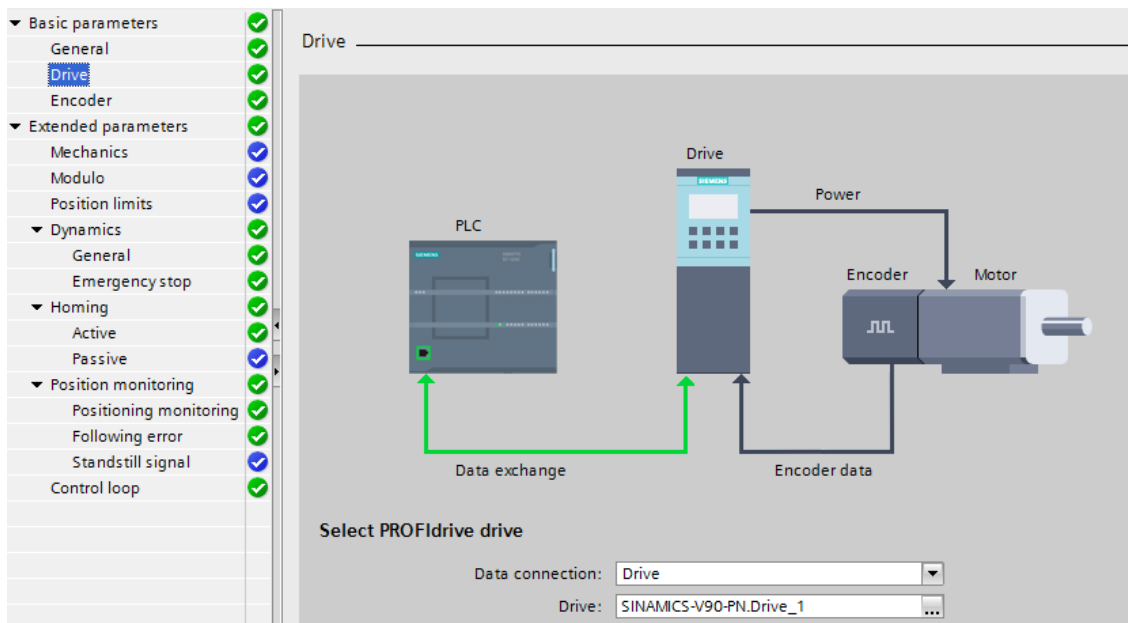 Basic parameters
General
Drive
Encoder
Extended parameters
Mechanics
Modulo
Position limits
Dynamics
General
Emergency stop
Homing
Active
Passive
Position monitoring
Positioning monitoring
Following error
Standstill signal
Control loop
Drive
Drive
SIEMENS
Power
PLC
SIEMENS
Encoder
Motor
Data exchange
Encoder data
Select PROFIdrive drive
Data connection: Drive
Drive: SINAMICS-V90-PN.Drive_1
...